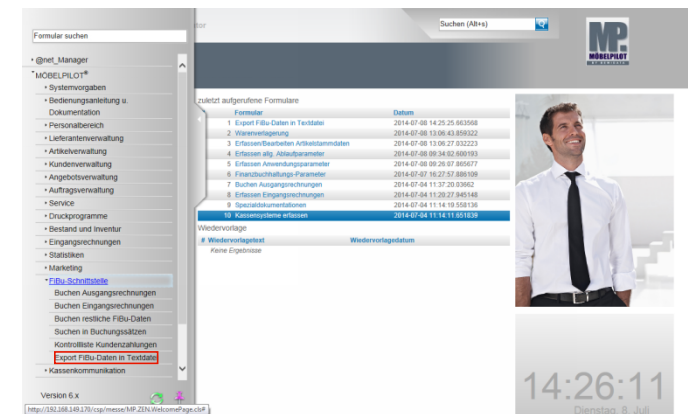 tor
Suchen (Alt+s)
Formular suchen
MP.
MÖBELPILOT
@net_Manager
MÖBELPILOT®
Systemvorgaben
Bedienungsanleitung u.
Dokumentation
Personalbereich
Lieferantenverwaltung
Artikelverwaltung
Kundenverwaltung
Angebotsverwaltung
Auftragsverwaltung
Service
Druckprogramme
Bestand und Inventur
Eingangsrechnungen
Statistiken
Marketing
FiBu-Schnittstelle
Buchen Ausgangsrechnungen
Buchen Eingangsrechnungen
Buchen restliche FiBu-Daten
Suchen in Buchungssätzen
Kontrollliste Kundenzahlungen
Export FiBu-Daten in Textdatei
Kassenkommunikation
Version 6.x
http://192.168.149.170/csp/messe/MP.ZEN.WelcomePage.cls#
zuletzt aufgerufene Formulare
Formular Datum
1 Export FiBu-Daten in Textdatei 2014-07-08 14:25:25.663568
2 Warenverlagerung 2014-07-08 13:06:43.859322
3 Erfassen/Bearbeiten Artikelstammdaten 2014-07-08 13:06:27.032223
4 Erfassen allg. Ablaufparameter 2014-07-08 09:34:02.600193
5 Erfassen Anwendungsparameter 2014-07-08 09:26:07.865677
6 Finanzbuchhaltungs-Parameter 2014-07-07 16:27:57.886109
7 Buchen Ausgangsrechnungen 2014-07-04 11:37:20.03662
8 Erfassen Eingangsrechnungen 2014-07-04 11:20:27.945148
9 Spezialdokumentationen 2014-07-04 11:14:19.558136
10 Kassensysteme erfassen 2014-07-04 11:14:11.651839
Wiedervorlage
# Wiedervorlagetext Wiedervorlagedatum
Keine Ergebnisse
14:26:11
Dienstag, 8. Juli